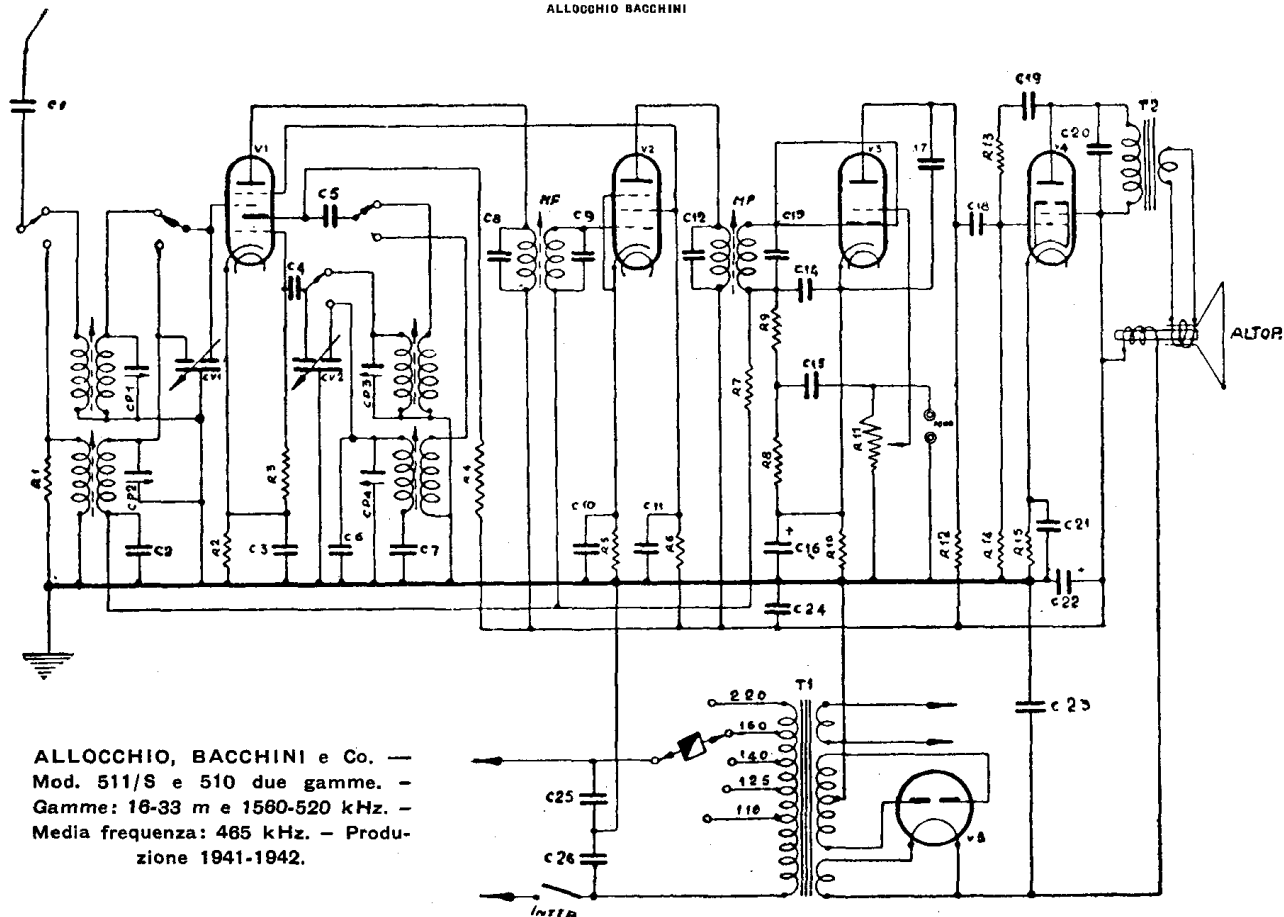 ALLOCCHIO BACCHINI
C1
C19
T2
V1
V2
V3
17
R13
V4
C20
C5
C8
MF
C9
C12
MF
C13
C18
C4
C14
ALTOP.
CP1
CV1
CV2
CP3
R9
R7
C15
R11
R1
CP2
R3
CP4
R4
R8
C10
C11
C21
C2
R2
C3
C6
C7
R5
R6
C16
R10
R12
R14
R15
C22
C24
T1
220
160
140
125
110
C23
C25
V5
C26
INTER
ALLOCCHIO, BACCHINI e Co. —
Mod. 511/S e 510 due gamme. –
Gamme: 16-33 m e 1560-520 kHz. –
Media frequenza: 465 kHz. – Produ-
zione 1941-1942.